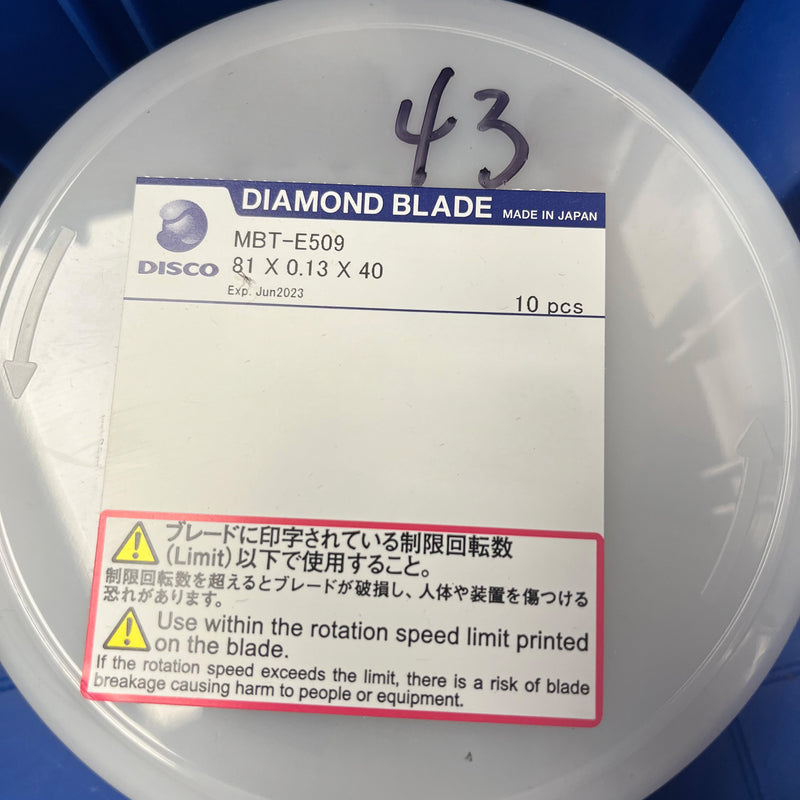 43
DIAMOND BLADE MADE IN JAPAN
DISCO
MBT-E509
81 X 0.13 X 40
Exp. Jun2023
10 pcs
ブレードに印字されている制限回転数
(Limit)以下で使用すること。
制限回転数を超えるとブレードが破損し、人体や装置を傷つける
恐れがあります。
Use within the rotation speed limit printed
on the blade.
If the rotation speed exceeds the limit, there is a risk of blade
breakage causing harm to people or equipment.